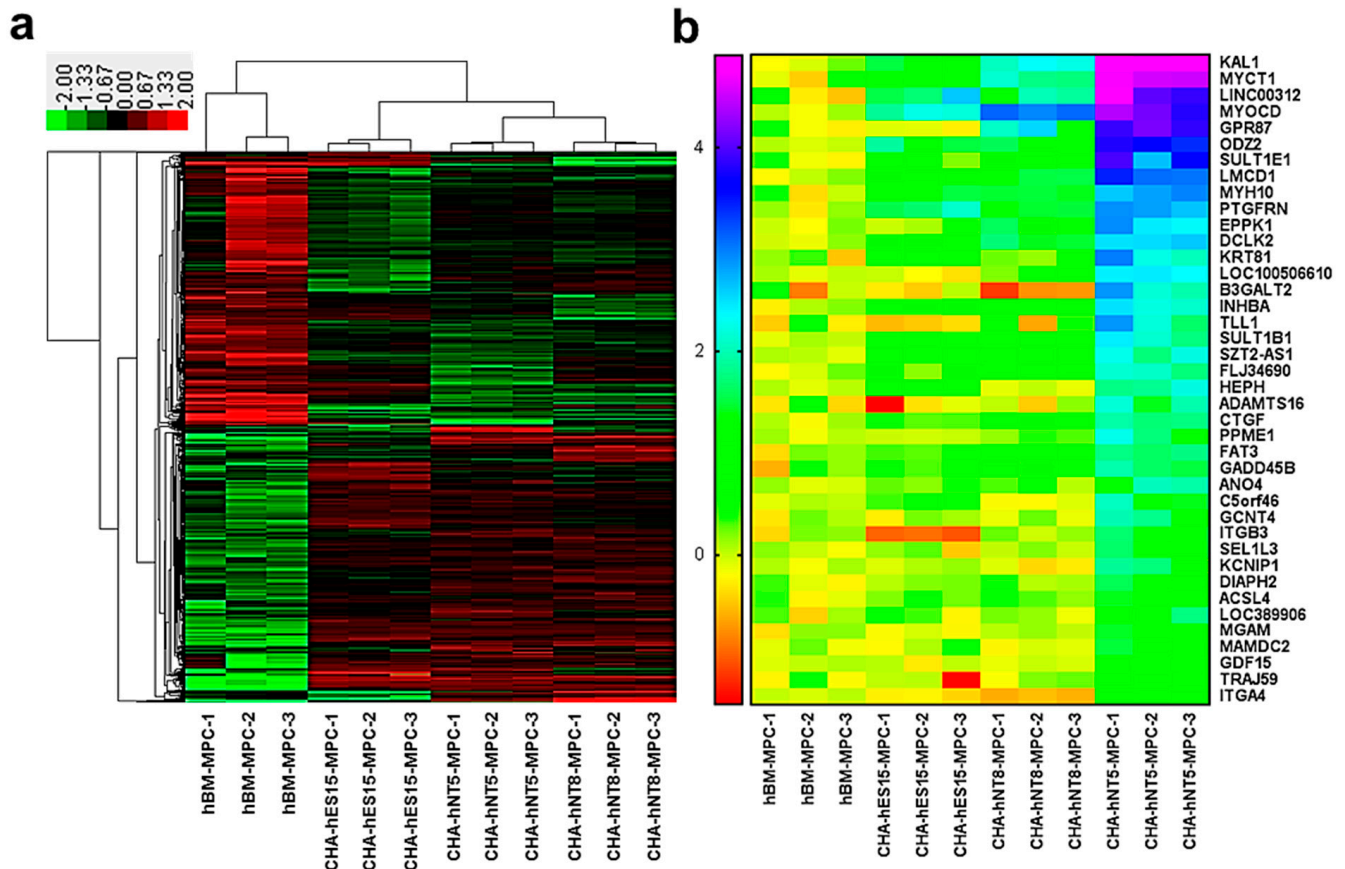 a
-2.00
-1.33
-0.67
0.00
0.67
1.33
2.00
hBM-MPC-1
hBM-MPC-2
hBM-MPC-3
CHA-hES15-MPC-1
CHA-hES15-MPC-2
CHA-hES15-MPC-3
CHA-hNT5-MPC-1
CHA-hNT5-MPC-2
CHA-hNT5-MPC-3
CHA-hNT8-MPC-1
CHA-hNT8-MPC-2
CHA-hNT8-MPC-3
b
4
2
0
KAL1
MYCT1
LINC00312
MYOCD
GPR87
ODZ2
SULT1E1
LMCD1
MYH10
PTGFRN
EPPK1
DCLK2
KRT81
LOC100506610
B3GALT2
INHBA
TLL1
SULT1B1
SZT2-AS1
FLJ34690
HEPH
ADAMTS16
CTGF
PPME1
FAT3
GADD45B
ANO4
C5orf46
GCNT4
ITGB3
SEL1L3
KCNIP1
DIAPH2
ACSL4
LOC389906
MGAM
MAMDC2
GDF15
TRAJ59
ITGA4
hBM-MPC-1
hBM-MPC-2
hBM-MPC-3
CHA-hES15-MPC-1
CHA-hES15-MPC-2
CHA-hES15-MPC-3
CHA-hNT8-MPC-1
CHA-hNT8-MPC-2
CHA-hNT8-MPC-3
CHA-hNT5-MPC-1
CHA-hNT5-MPC-2
CHA-hNT5-MPC-3